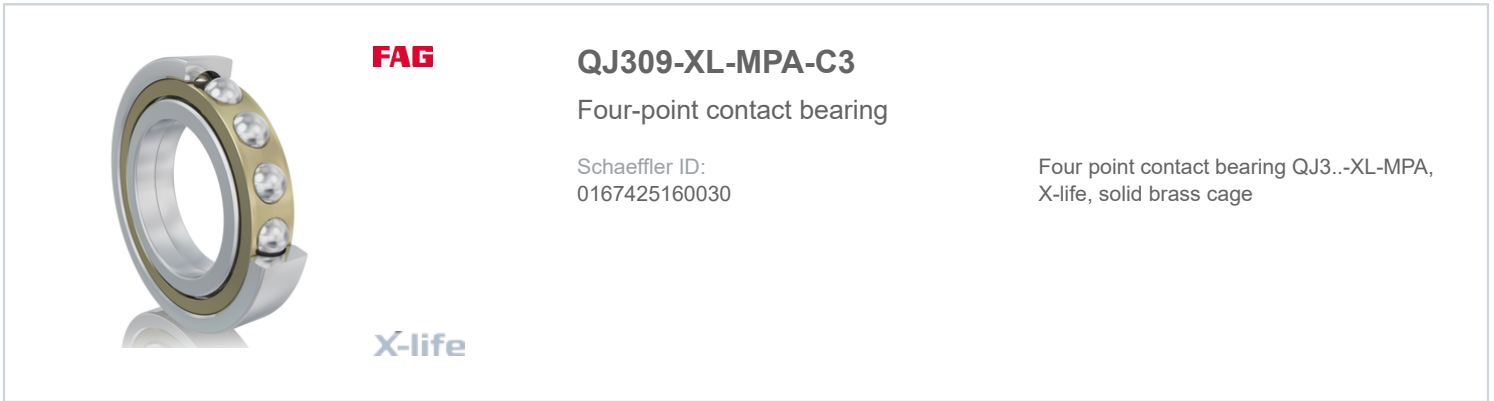 FAG
QJ309-XL-MPA-C3
Four-point contact bearing
Schaeffler ID:
0167425160030
Four point contact bearing QJ3..-XL-MPA,
X-life, solid brass cage
X-life